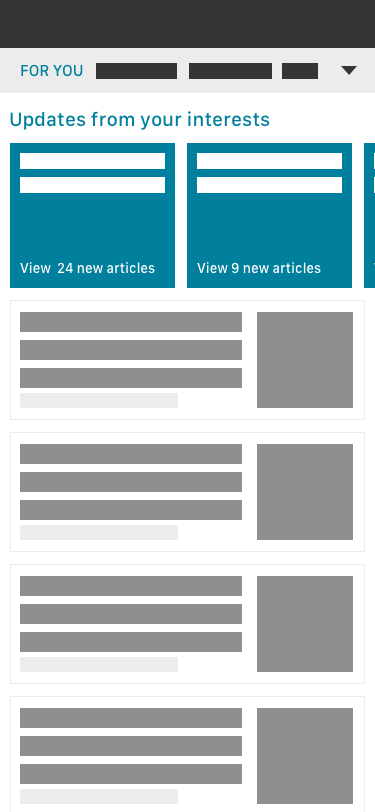 FOR YOU
Updates from your interests
View 24 new articles
View 9 new articles